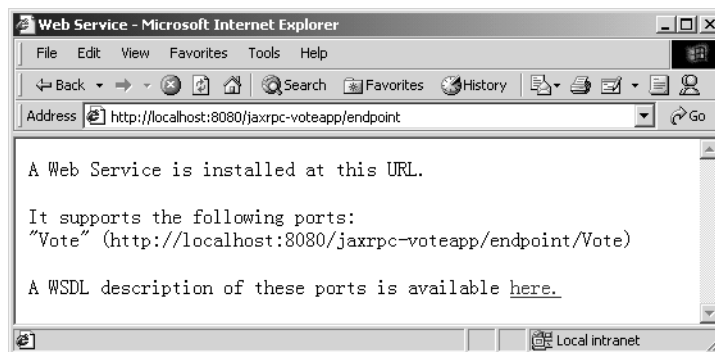 Web Service - Microsoft Internet Explorer
File Edit View Favorites Tools Help
Back Search Favorites History
Address http://localhost:8080/jaxrpc-voteapp/endpoint Go
A Web Service is installed at this URL.
It supports the following ports:
"Vote" (http://localhost:8080/jaxrpc-voteapp/endpoint/Vote)
A WSDL description of these ports is available here.
Local intranet